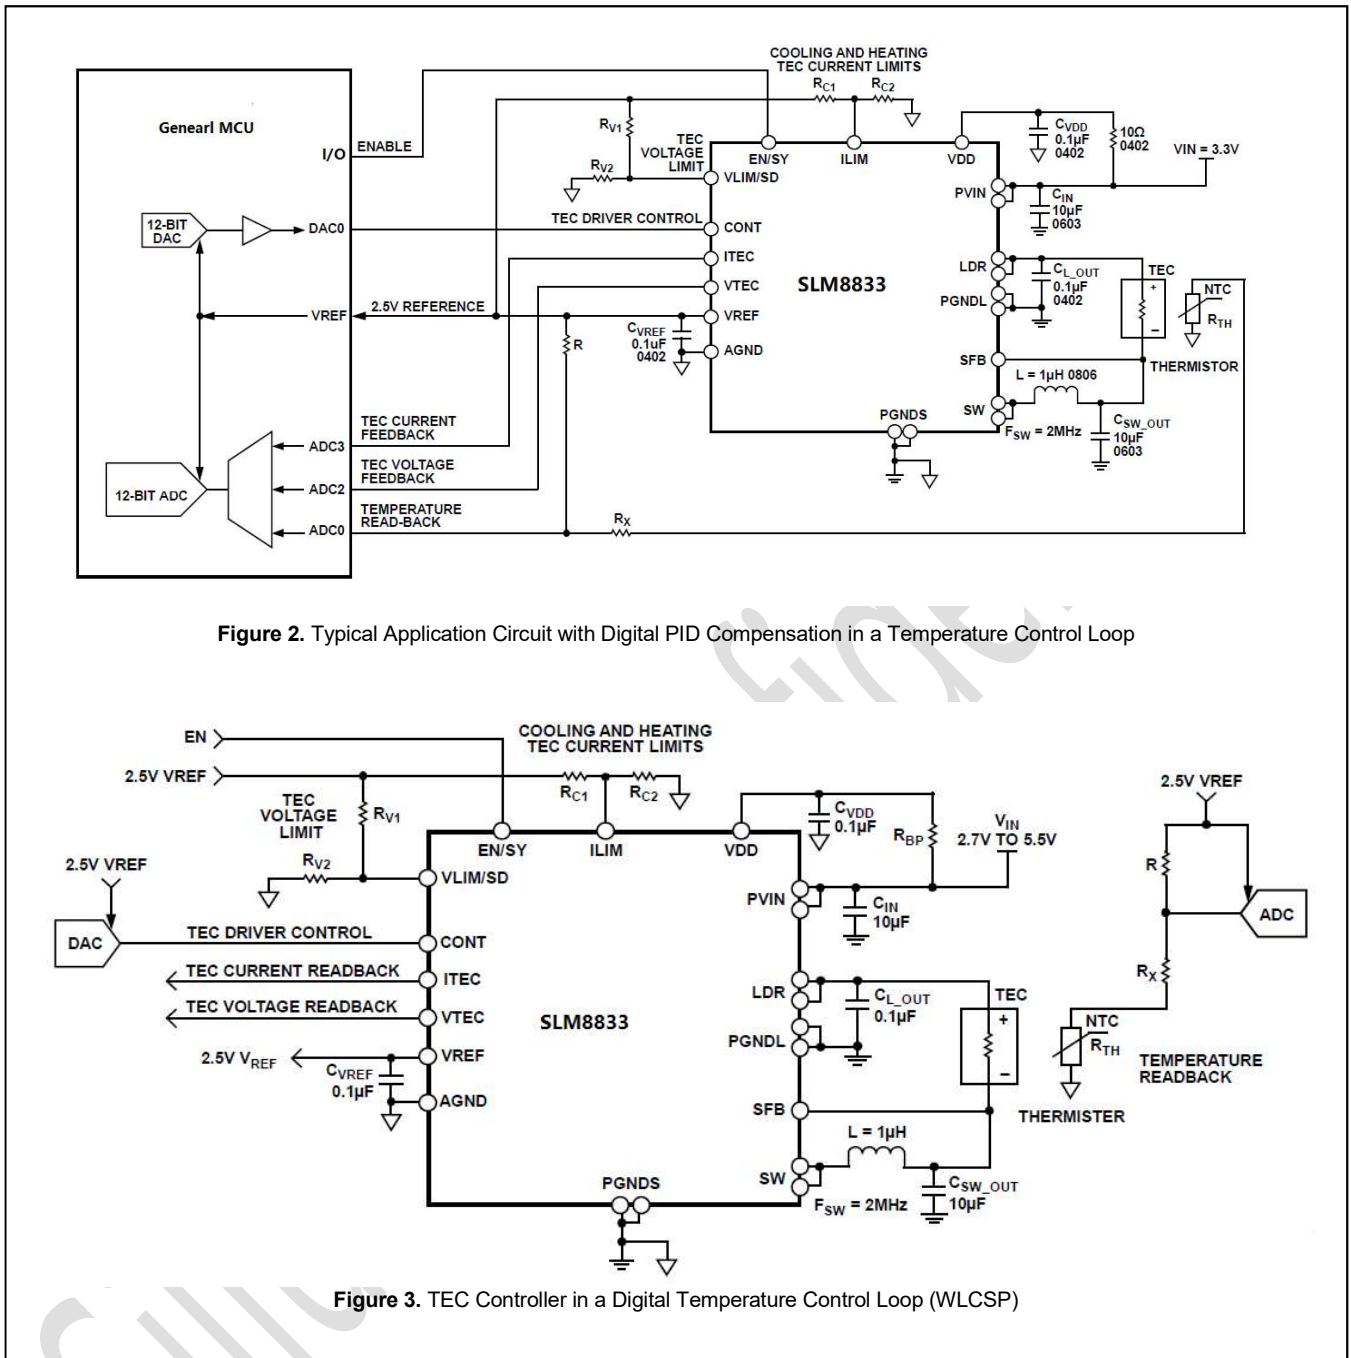 COOLING AND HEATING
TEC CURRENT LIMITS
RC1
RC2
Genearl MCU
I/O
ENABLE
RV1
RV2
TEC
VOLTAGE
LIMIT
EN/SY
ILIM
VDD
CVDD
0.1µF
0402
10Ω
0402
VIN = 3.3V
VLIM/SD
PVIN
CIN
10µF
0603
12-BIT
DAC
DAC0
TEC DRIVER CONTROL
CONT
ITEC
SLM8833
LDR
CL_OUT
0.1µF
0402
TEC
+
−
NTC
RTH
VTEC
PGNDL
VREF
2.5V REFERENCE
VREF
R
CVREF
0.1uF
0402
AGND
SFB
THERMISTOR
L = 1µH 0806
SW
PGNDS
FSW = 2MHz
CSW_OUT
10µF
0603
TEC CURRENT
FEEDBACK
ADC3
TEC VOLTAGE
FEEDBACK
12-BIT ADC
ADC2
TEMPERATURE
READ-BACK
ADC0
RX
Figure 2. Typical Application Circuit with Digital PID Compensation in a Temperature Control Loop
EN
COOLING AND HEATING
TEC CURRENT LIMITS
2.5V VREF
RC1
RC2
2.5V VREF
TEC
VOLTAGE
LIMIT
RV1
RV2
EN/SY
ILIM
VDD
CVDD
0.1µF
RBP
VIN
2.7V TO 5.5V
2.5V VREF
VLIM/SD
PVIN
CIN
10µF
R
ADC
DAC
TEC DRIVER CONTROL
CONT
TEC CURRENT READBACK
ITEC
RX
LDR
CL_OUT
0.1µF
TEC
+
−
TEC VOLTAGE READBACK
VTEC
SLM8833
NTC
RTH
PGNDL
2.5V VREF
VREF
CVREF
0.1µF
TEMPERATURE
READBACK
AGND
SFB
THERMISTER
L = 1µH
SW
PGNDS
FSW = 2MHz
CSW_OUT
10µF
Figure 3. TEC Controller in a Digital Temperature Control Loop (WLCSP)